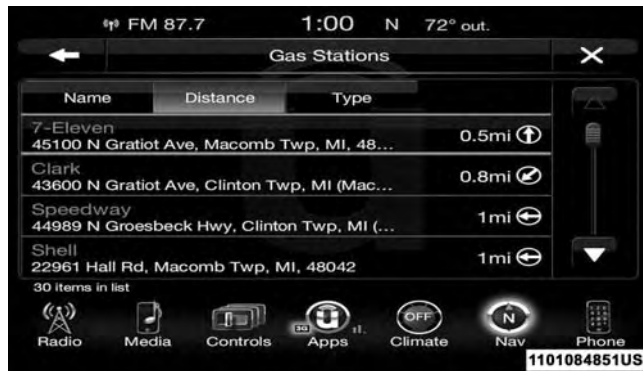 FM 87.7 1:00 N 72° out.
Gas Stations
Name Distance Type
7-Eleven
45100 N Gratiot Ave, Macomb Twp, MI, 48... 0.5mi
Clark
43600 N Gratiot Ave, Clinton Twp, MI (Mac... 0.8mi
Speedway
44989 N Groesbeck Hwy, Clinton Twp, MI (... 1mi
Shell
22961 Hall Rd, Macomb Twp, MI, 48042 1mi
30 items in list
3G OFF N
Radio Media Controls Apps Climate Nav Phone
1101084851US